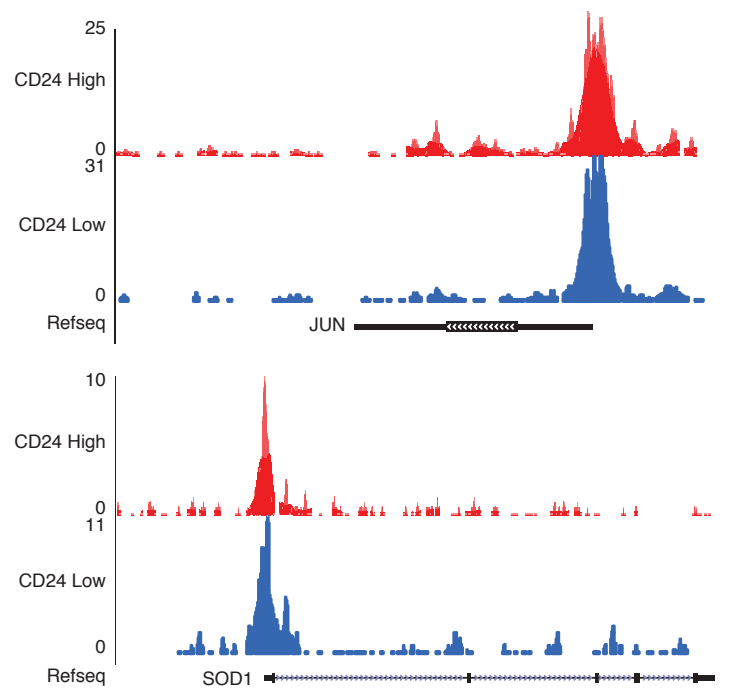 25
CD24 High
0
31
CD24 Low
0
Refseq JUN
10
CD24 High
0
11
CD24 Low
0
Refseq SOD1